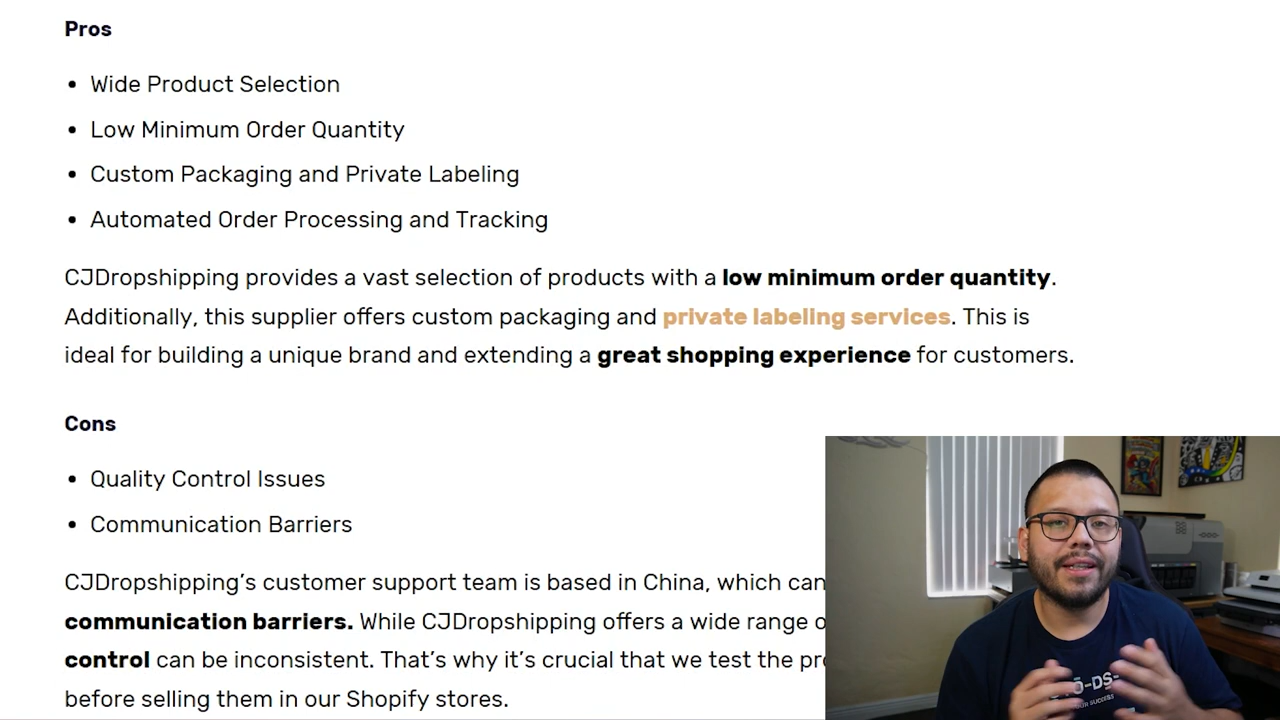 Pros
• Wide Product Selection
• Low Minimum Order Quantity
• Custom Packaging and Private Labeling
• Automated Order Processing and Tracking
CJDropshipping provides a vast selection of products with a low minimum order quantity.
Additionally, this supplier offers custom packaging and private labeling services. This is
ideal for building a unique brand and extending a great shopping experience for customers.
Cons
• Quality Control Issues
• Communication Barriers
CJDropshipping’s customer support team is based in China, which can
communication barriers. While CJDropshipping offers a wide range
control can be inconsistent. That’s why it’s crucial that we test the
before selling them in our Shopify stores.